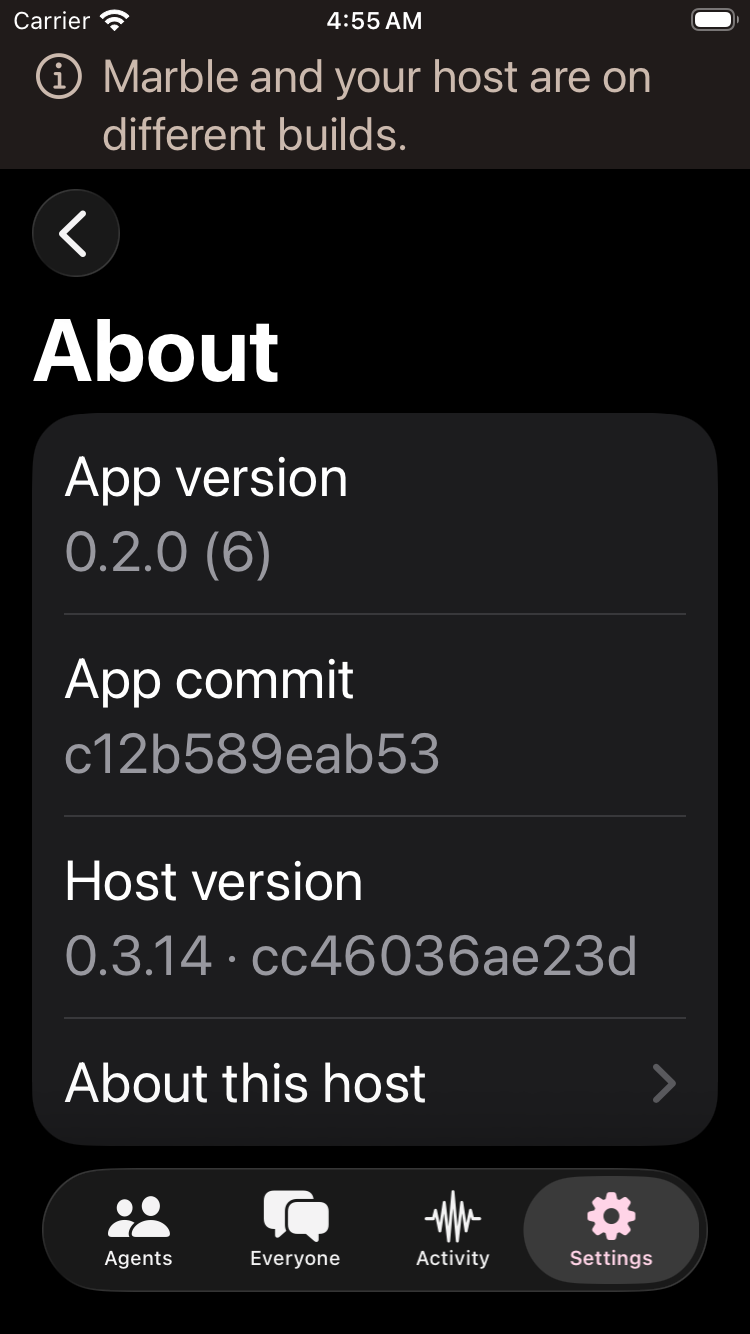 Carrier 4:55 AM
Marble and your host are on
different builds.
About
App version
0.2.0 (6)
App commit
c12b589eab53
Host version
0.3.14 · cc46036ae23d
About this host
Agents Everyone Activity Settings